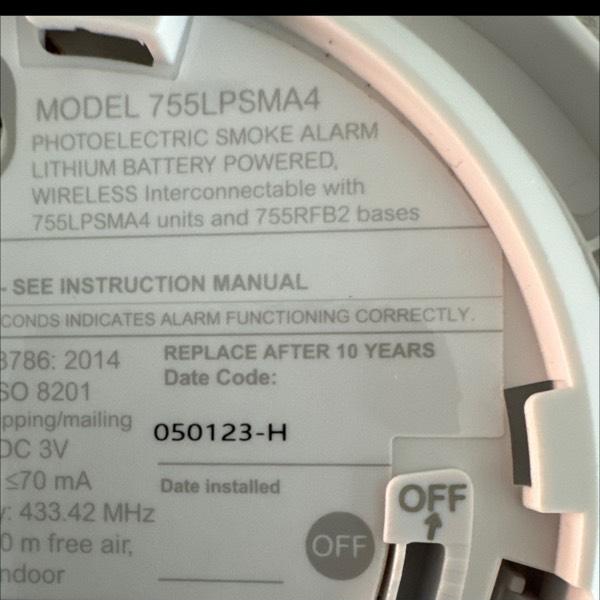 MODEL 755LPSMA4
PHOTOELECTRIC SMOKE ALARM
LITHIUM BATTERY POWERED,
WIRELESS Interconnectable with
755LPSMA4 units and 755RFB2 bases
- SEE INSTRUCTION MANUAL
CONDS INDICATES ALARM FUNCTIONING CORRECTLY.
3786: 2014
SO 8201
pping/mailing
DC 3V
≤70 mA
y: 433.42 MHz
0 m free air,
ndoor
REPLACE AFTER 10 YEARS
Date Code:
050123-H
Date installed
OFF
OFF